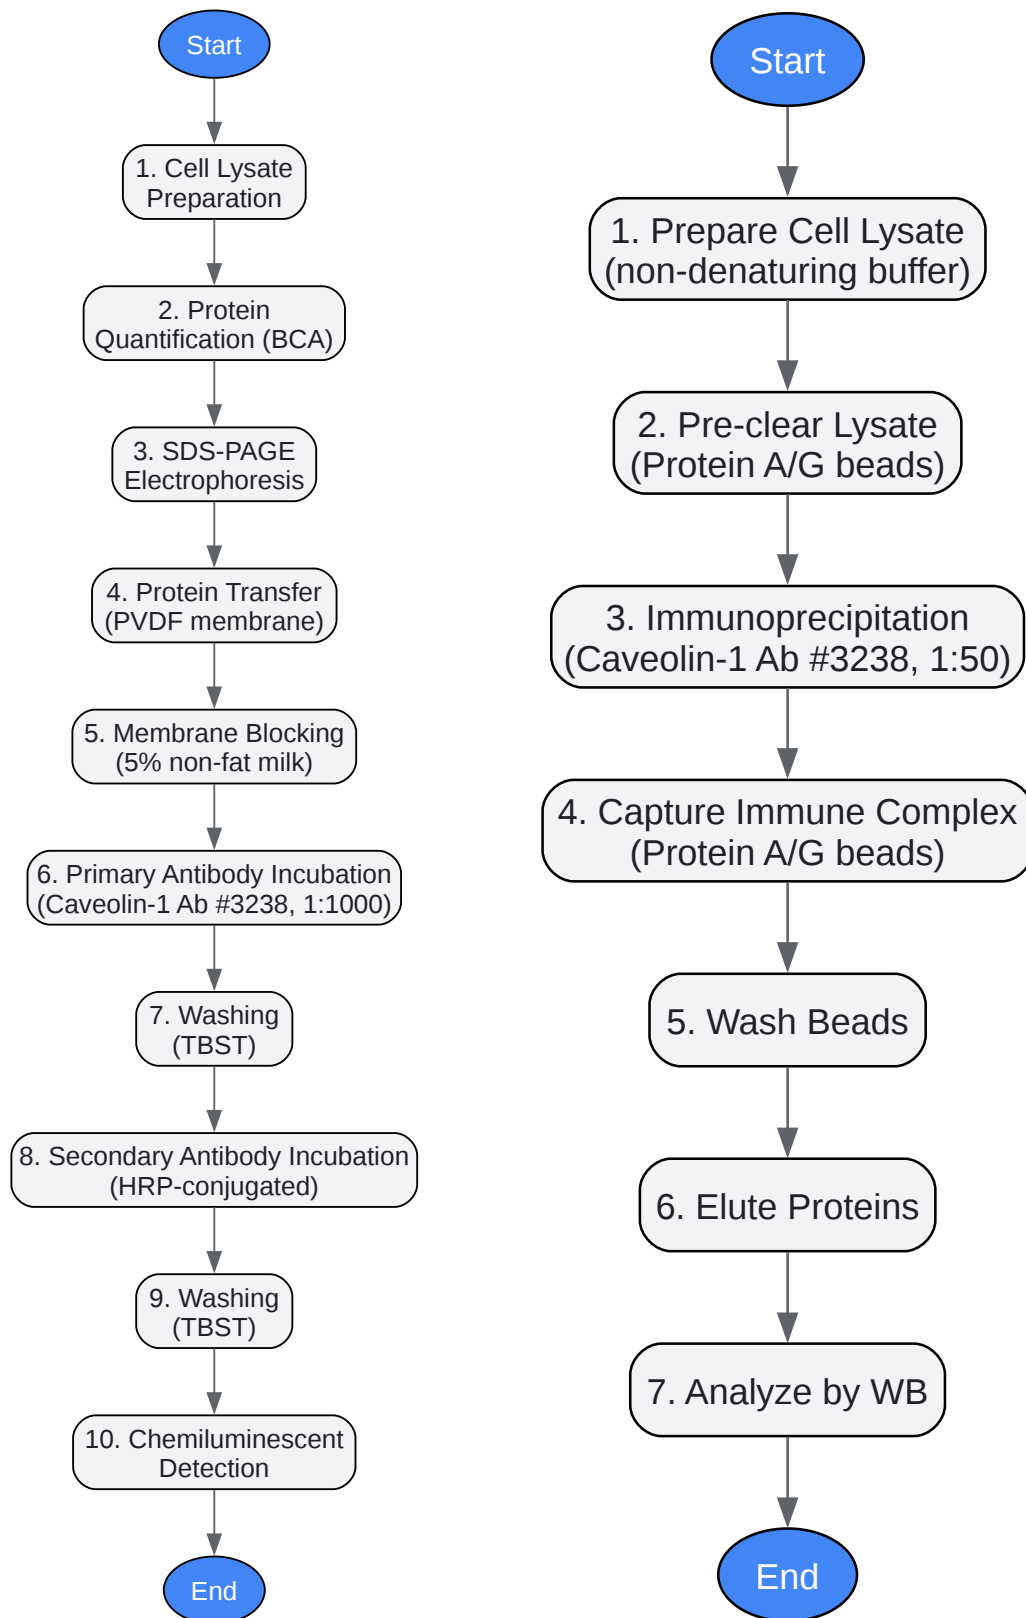 Start
1. Cell Lysate
Preparation
2. Protein
Quantification (BCA)
3. SDS-PAGE
Electrophoresis
4. Protein Transfer
(PVDF membrane)
5. Membrane Blocking
(5% non-fat milk)
6. Primary Antibody Incubation
(Caveolin-1 Ab #3238, 1:1000)
7. Washing
(TBST)
8. Secondary Antibody Incubation
(HRP-conjugated)
9. Washing
(TBST)
10. Chemiluminescent
Detection
End
Start
1. Prepare Cell Lysate
(non-denaturing buffer)
2. Pre-clear Lysate
(Protein A/G beads)
3. Immunoprecipitation
(Caveolin-1 Ab #3238, 1:50)
4. Capture Immune Complex
(Protein A/G beads)
5. Wash Beads
6. Elute Proteins
7. Analyze by WB
End